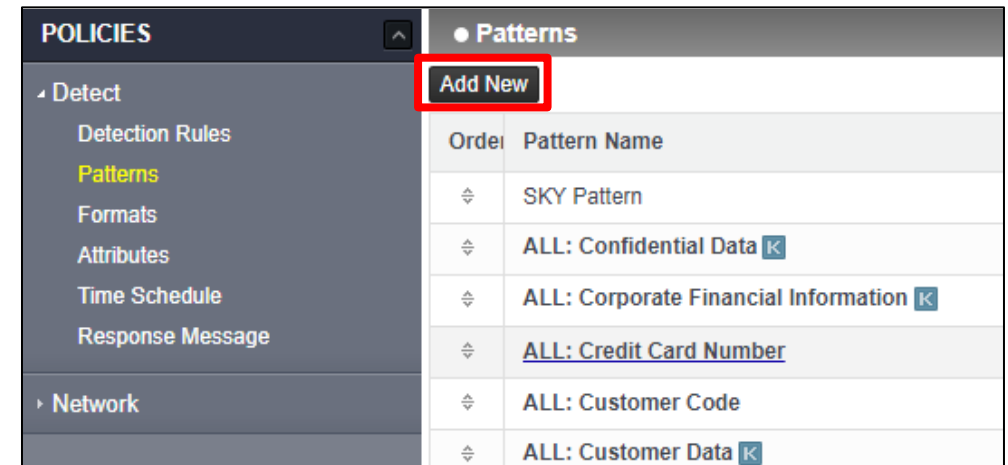 POLICIES
Detect
Detection Rules
Patterns
Formats
Attributes
Time Schedule
Response Message
Network
Patterns
Add New
Order Pattern Name
SKY Pattern
ALL: Confidential Data K
ALL: Corporate Financial Information K
ALL: Credit Card Number
ALL: Customer Code
ALL: Customer Data K